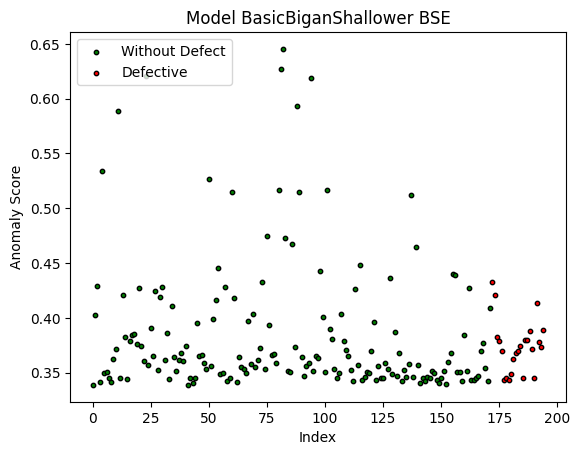 Model BasicBiganShallower BSE
Without Defect
Defective
Anomaly Score
0.65
0.60
0.55
0.50
0.45
0.40
0.35
0 25 50 75 100 125 150 175 200
Index